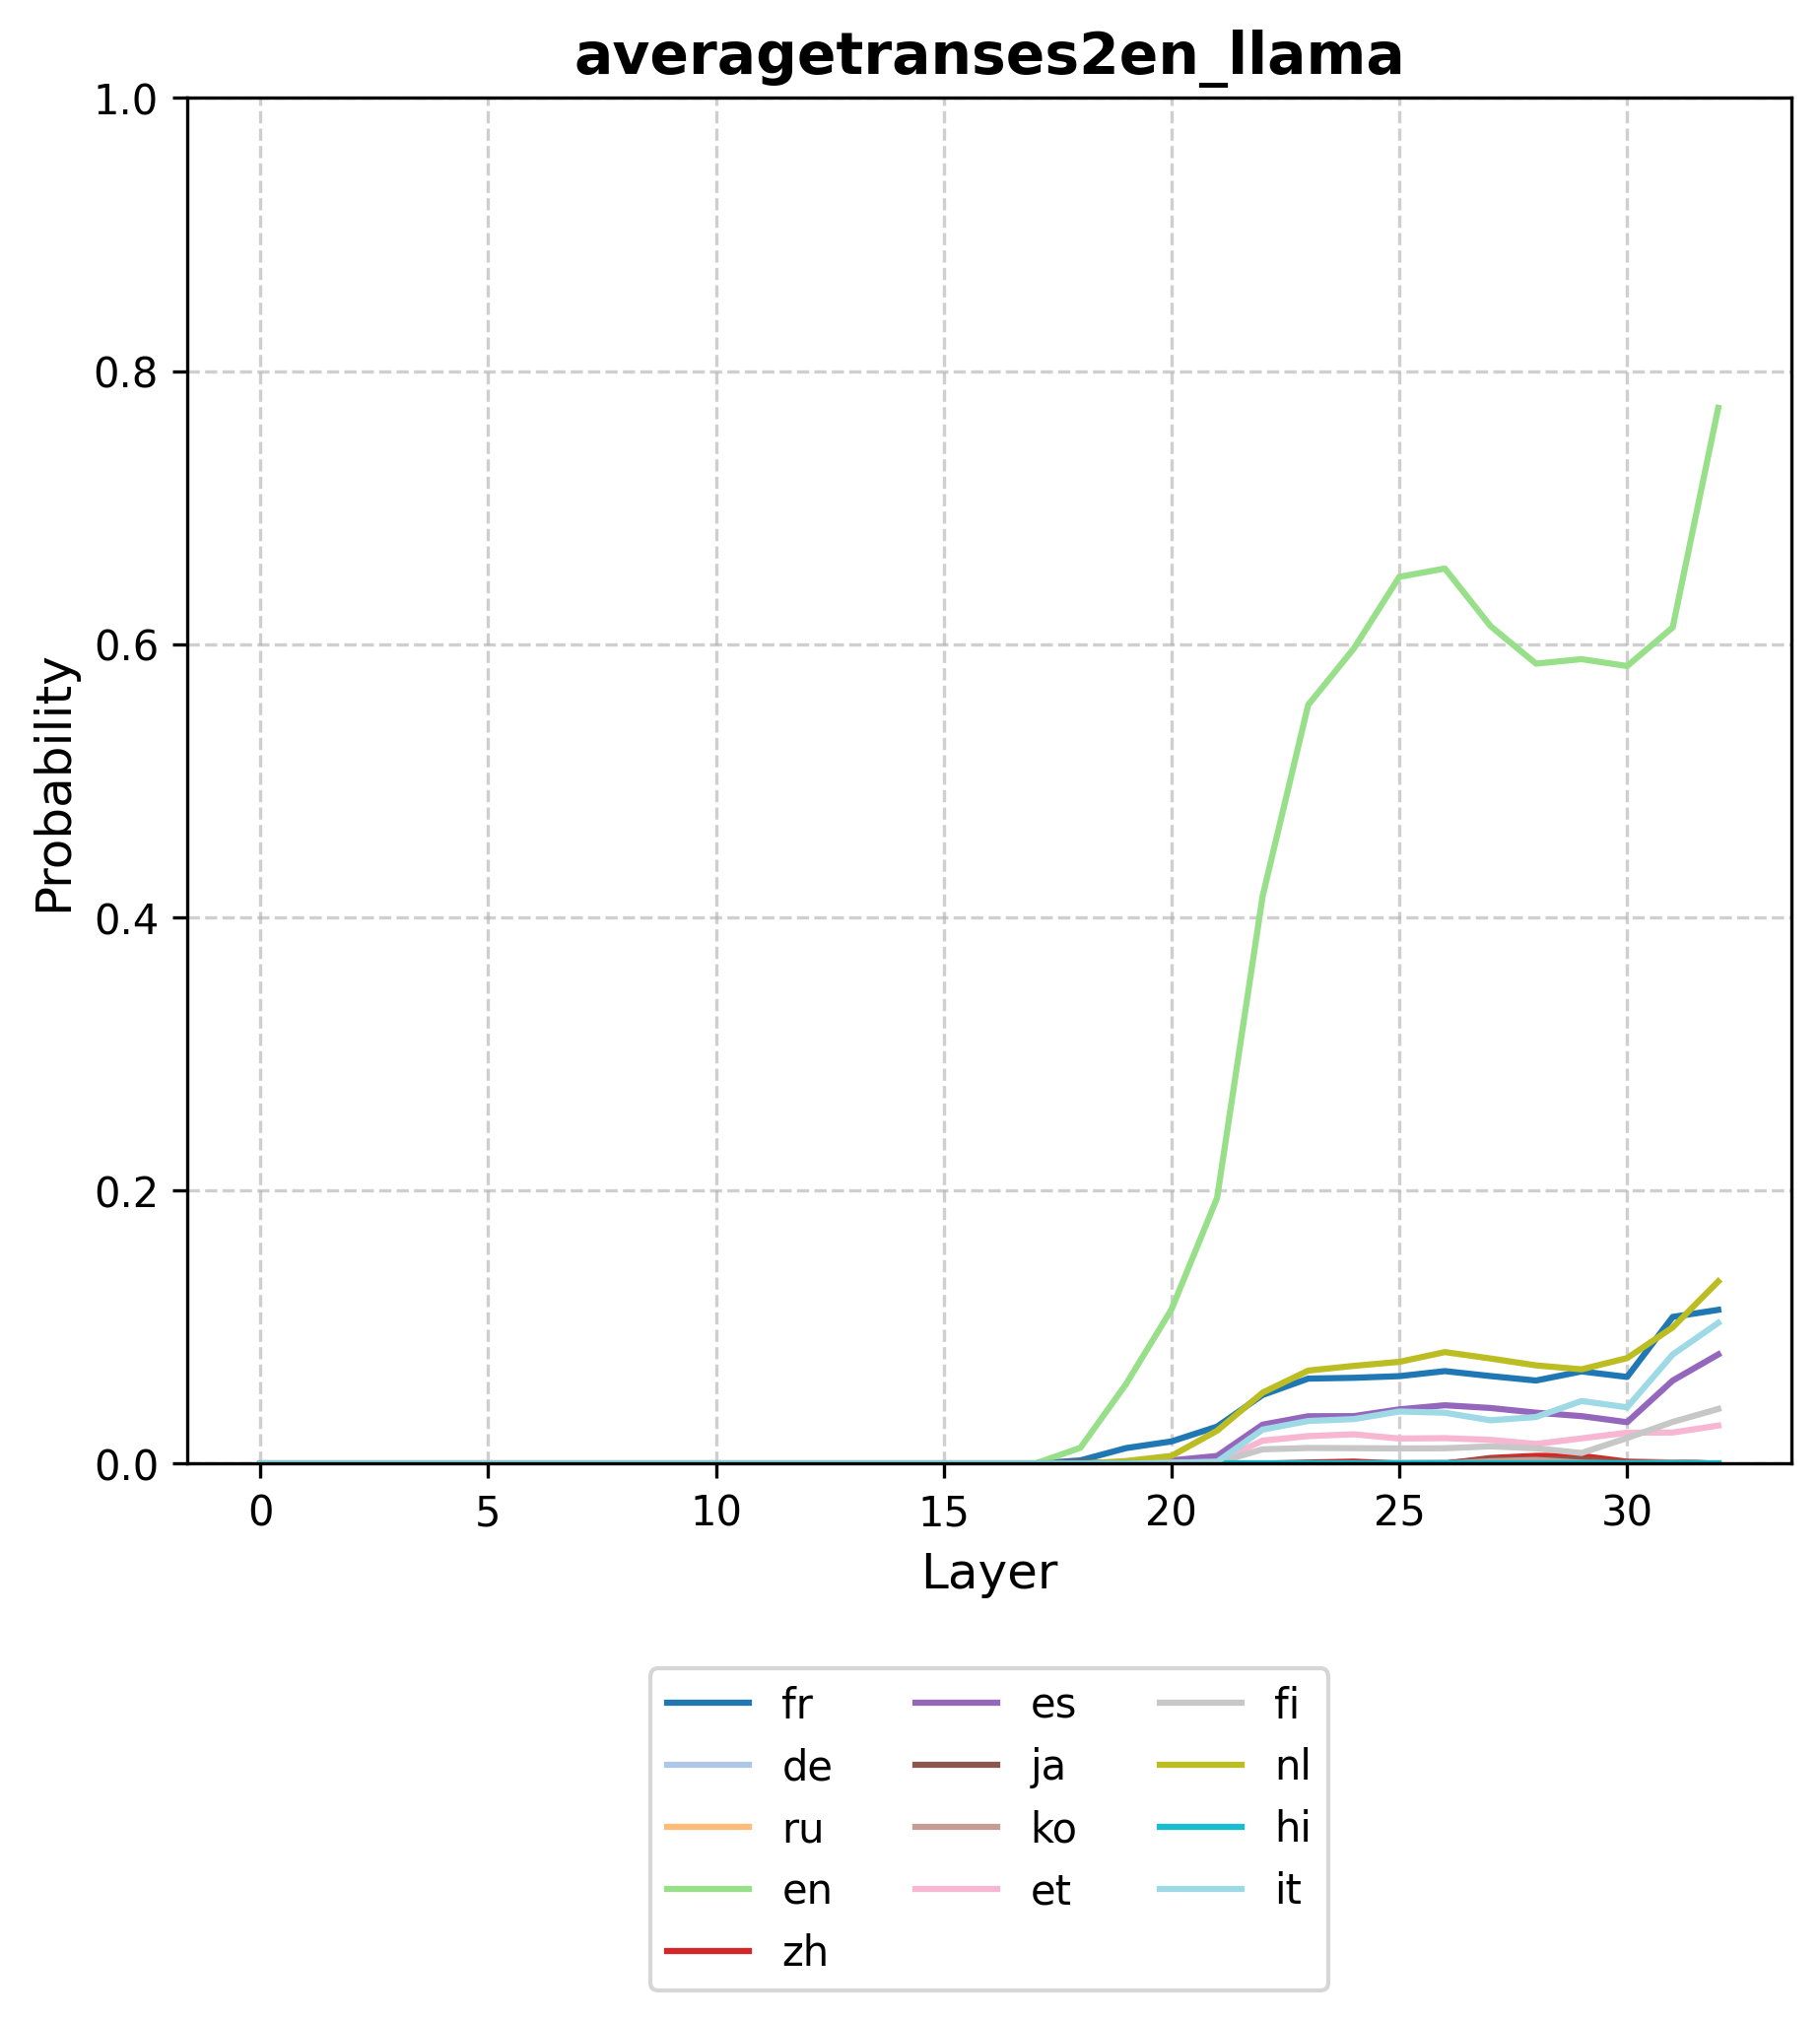 averagetranses2en_llama
1.0
0.8
0.6
0.4
0.2
0.0
Probability
0 5 10 15 20 25 30
Layer
fr es fi
de ja nl
ru ko hi
en et it
zh